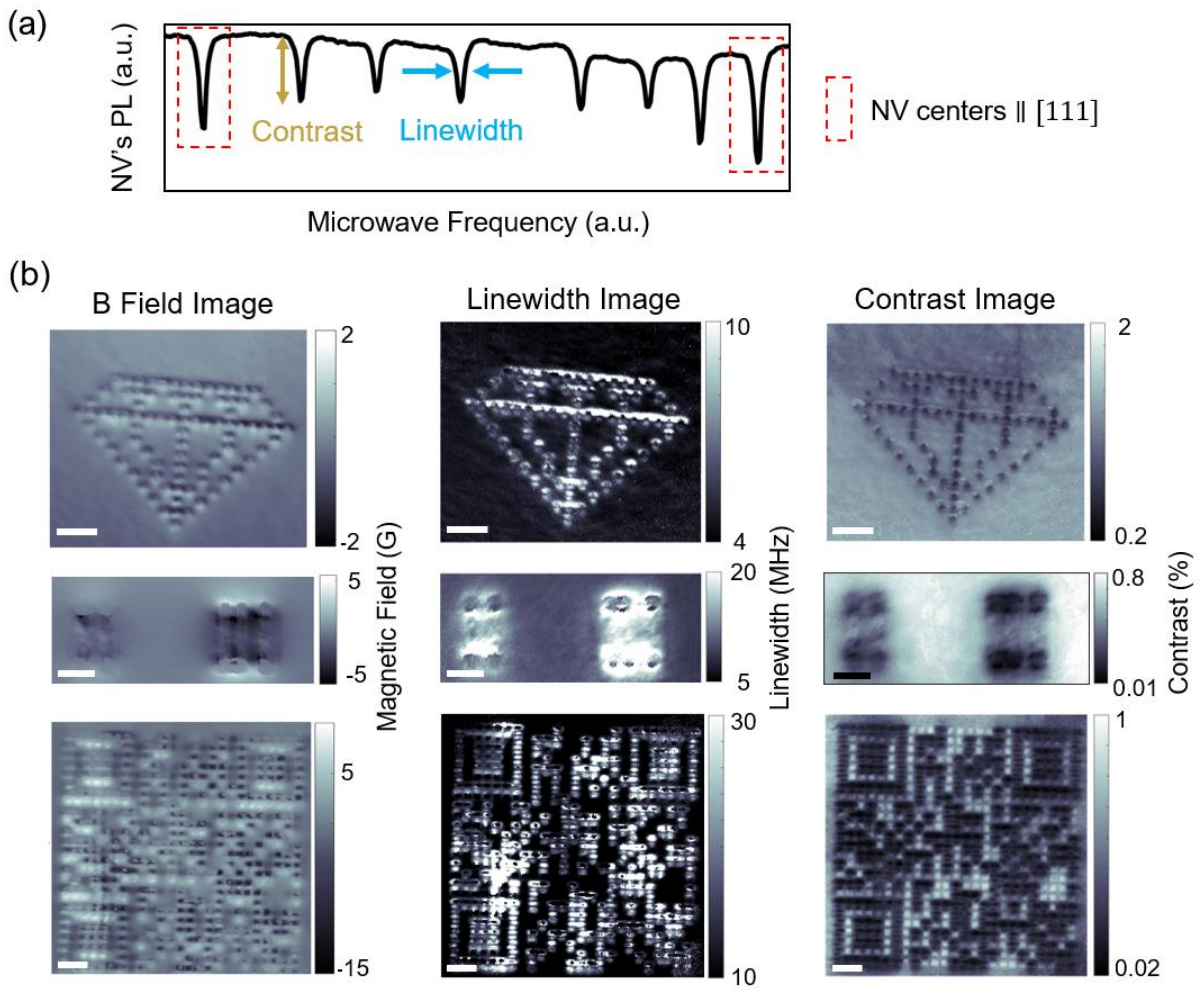 (a)
NV's PL (a.u.)
Contrast
Linewidth
NV centers ∥ [111]
Microwave Frequency (a.u.)
(b)
B Field Image
Linewidth Image
Contrast Image
2
-2
10
4
2
0.2
5
-5
20
5
0.8
0.01
Magnetic Field (G)
Linewidth (MHz)
Contrast (%)
5
-15
30
10
1
0.02